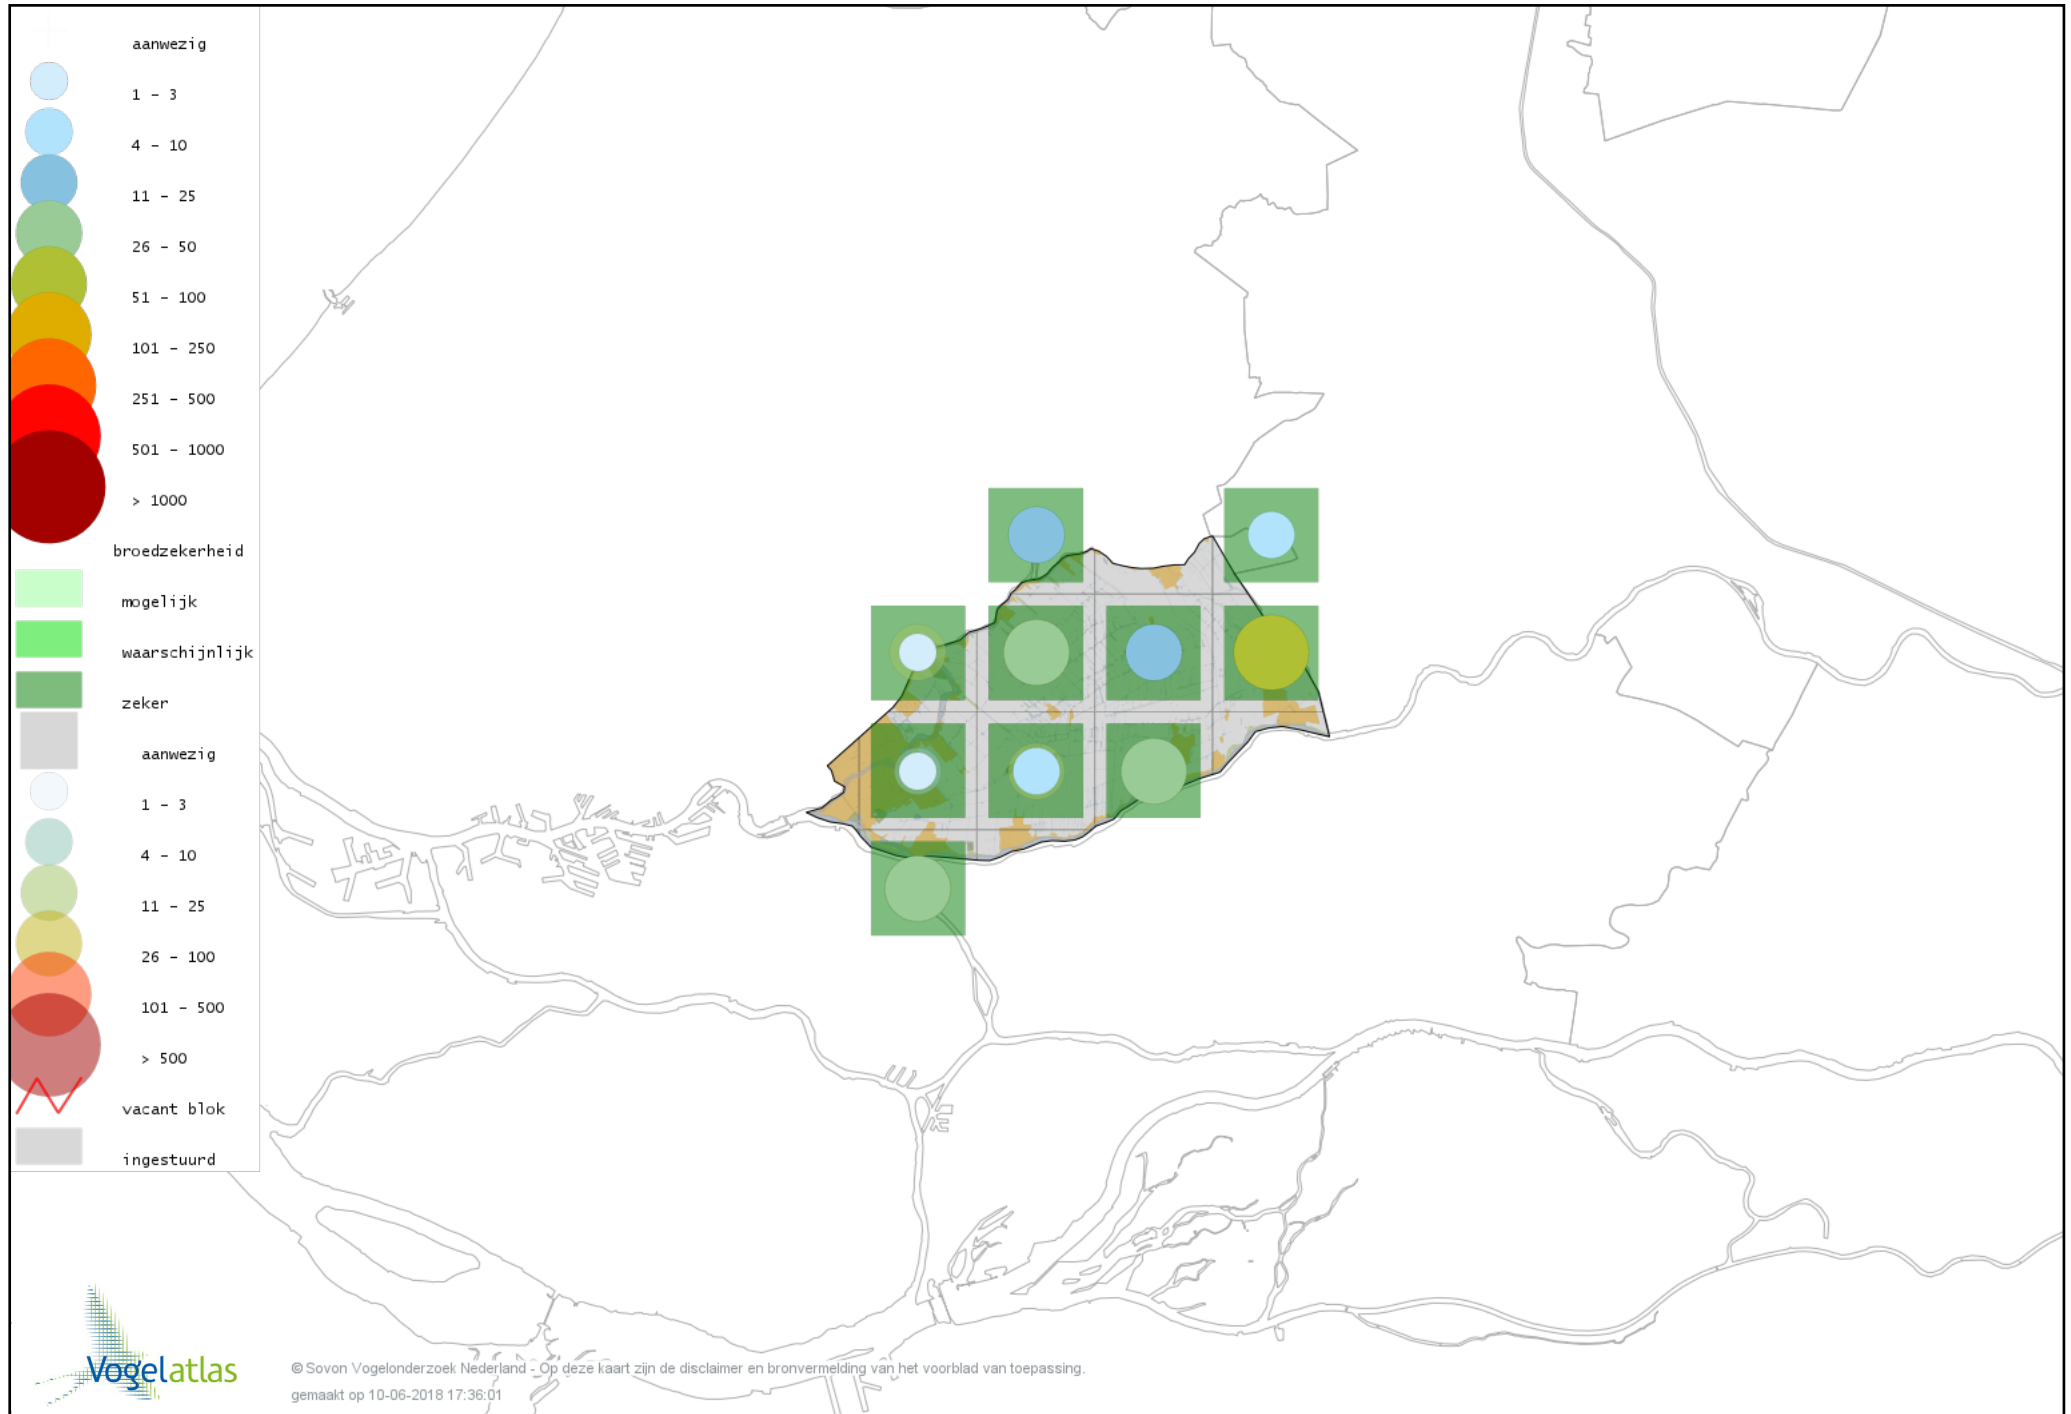 aanwezig
1 – 3
4 – 10
11 – 25
26 – 50
51 – 100
101 – 250
251 – 500
501 – 1000
> 1000
broedzekerheid
mogelijk
waarschijnlijk
zeker
aanwezig
1 – 3
4 – 10
11 – 25
26 – 100
101 – 500
> 500
vacant blok
ingestuurd
Vogelatlas
© Sovon Vogelonderzoek Nederland - Op deze kaart zijn de disclaimer en bronvermelding van het voorblad van toepassing.
gemaakt op 10-06-2018 17:36:01